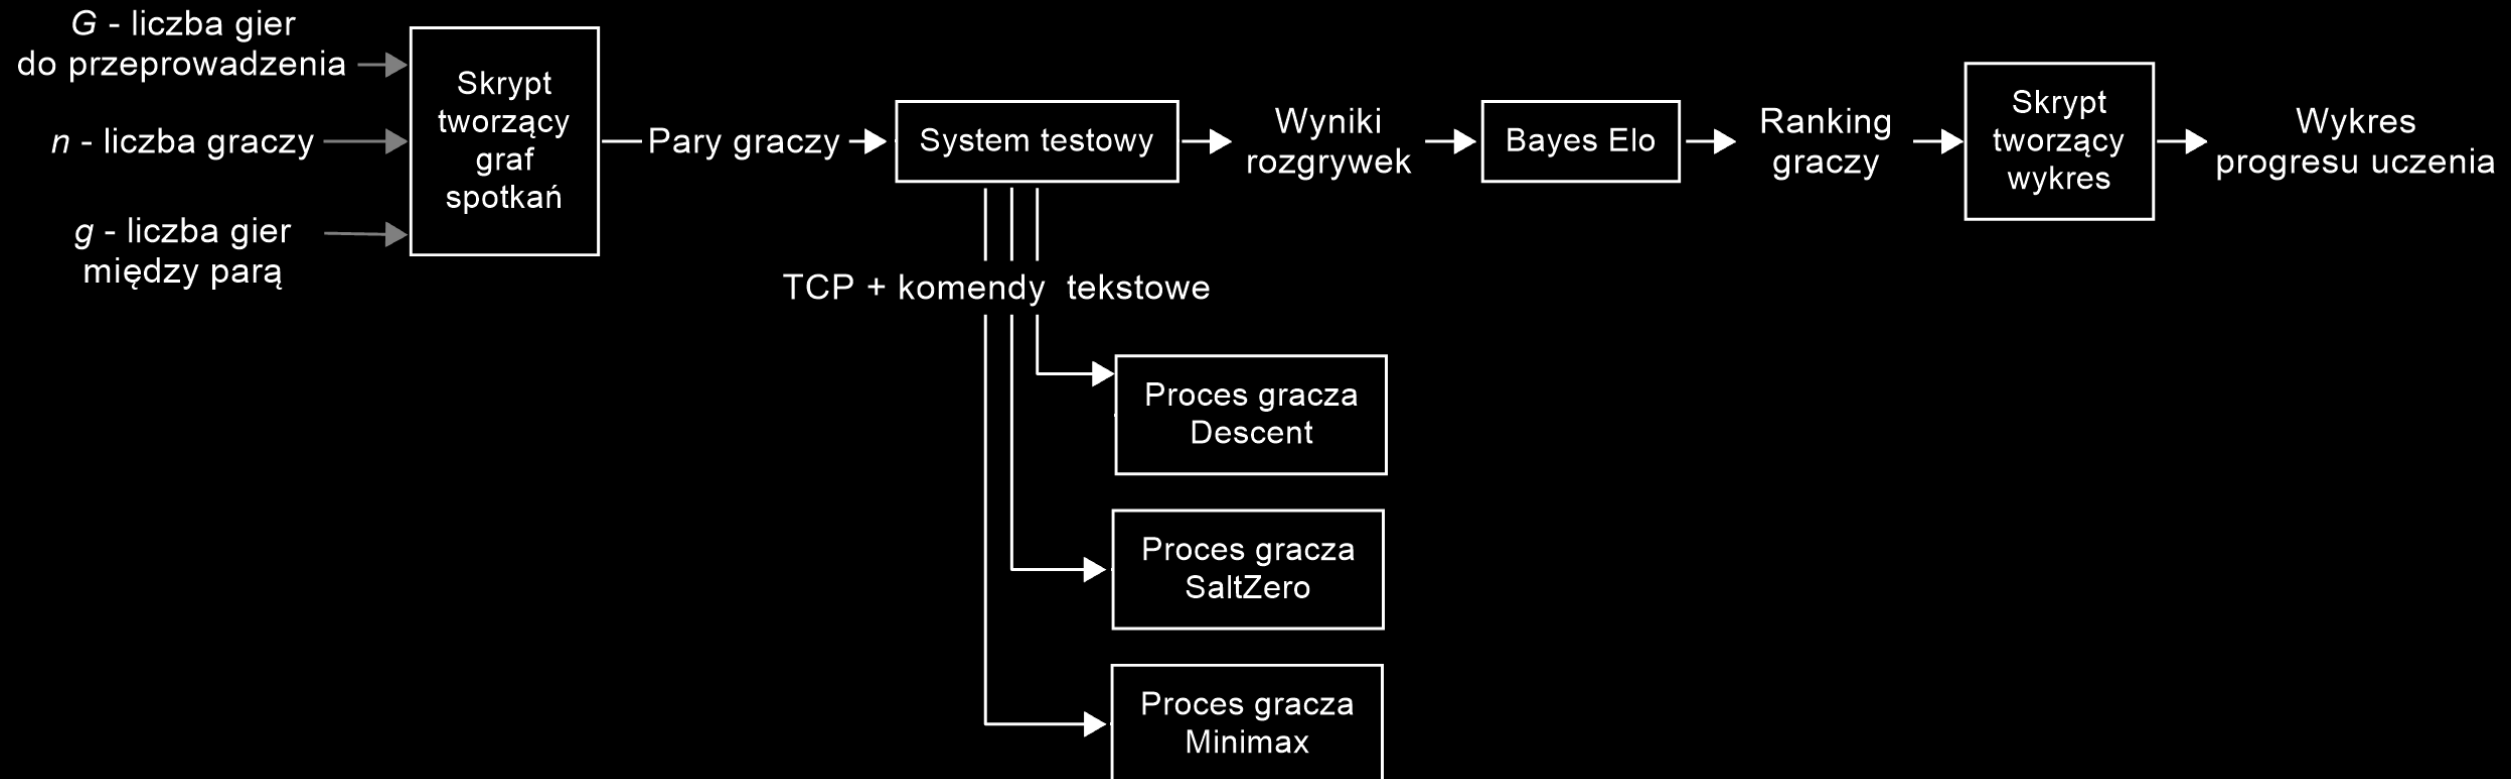 G - liczba gier
do przeprowadzenia
n - liczba graczy
g - liczba gier
między parą
Skrypt
tworzący
graf
spotkań
Pary graczy
System testowy
Wyniki
rozgrywek
Bayes Elo
Ranking
graczy
Skrypt
tworzący
wykres
Wykres
progresu uczenia
TCP + komendy tekstowe
Proces gracza
Descent
Proces gracza
SaltZero
Proces gracza
Minimax